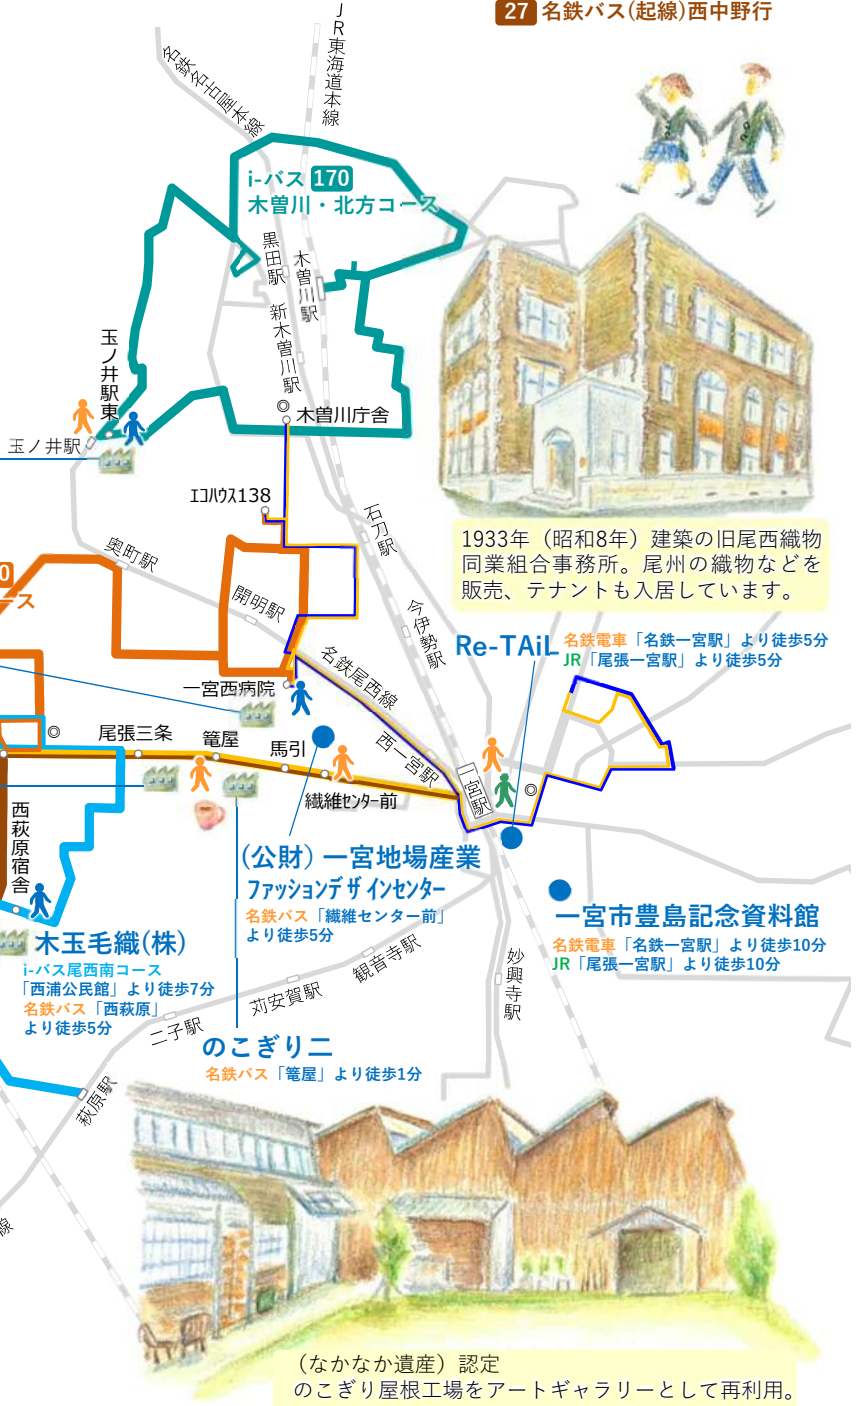 27 名鉄バス(起線)西中野行
JR東海道本線
名鉄名古屋本線
i-バス 170
木曽川・北方コース
黒田駅
木曽川駅
新木曽川駅
玉ノ井駅東
玉ノ井駅
木曽川庁舎
エコハウス138
石刀駅
奥町駅
開明駅
今伊勢駅
1933年（昭和8年）建築の旧尾西織物
同業組合事務所。尾州の織物などを
販売、テナントも入居しています。
0
ース
名鉄尾西線
Re-TAiL
名鉄電車「名鉄一宮駅」より徒歩5分
JR「尾張一宮駅」より徒歩5分
一宮西病院
尾張三条
篭屋
馬引
西一宮駅
一宮駅
繊維センター前
西萩原宿舎
(公財) 一宮地場産業
ファッションデザインセンター
名鉄バス「繊維センター前」
より徒歩5分
一宮市豊島記念資料館
名鉄電車「名鉄一宮駅」より徒歩10分
JR「尾張一宮駅」より徒歩10分
木玉毛織(株)
i-バス尾西南コース
「西浦公民館」より徒歩7分
名鉄バス「西萩原」
より徒歩5分
観音寺駅
苅安賀駅
二子駅
妙興寺駅
のこぎり二
名鉄バス「篭屋」より徒歩1分
萩原駅
線
（なかなか遺産）認定
のこぎり屋根工場をアートギャラリーとして再利用。